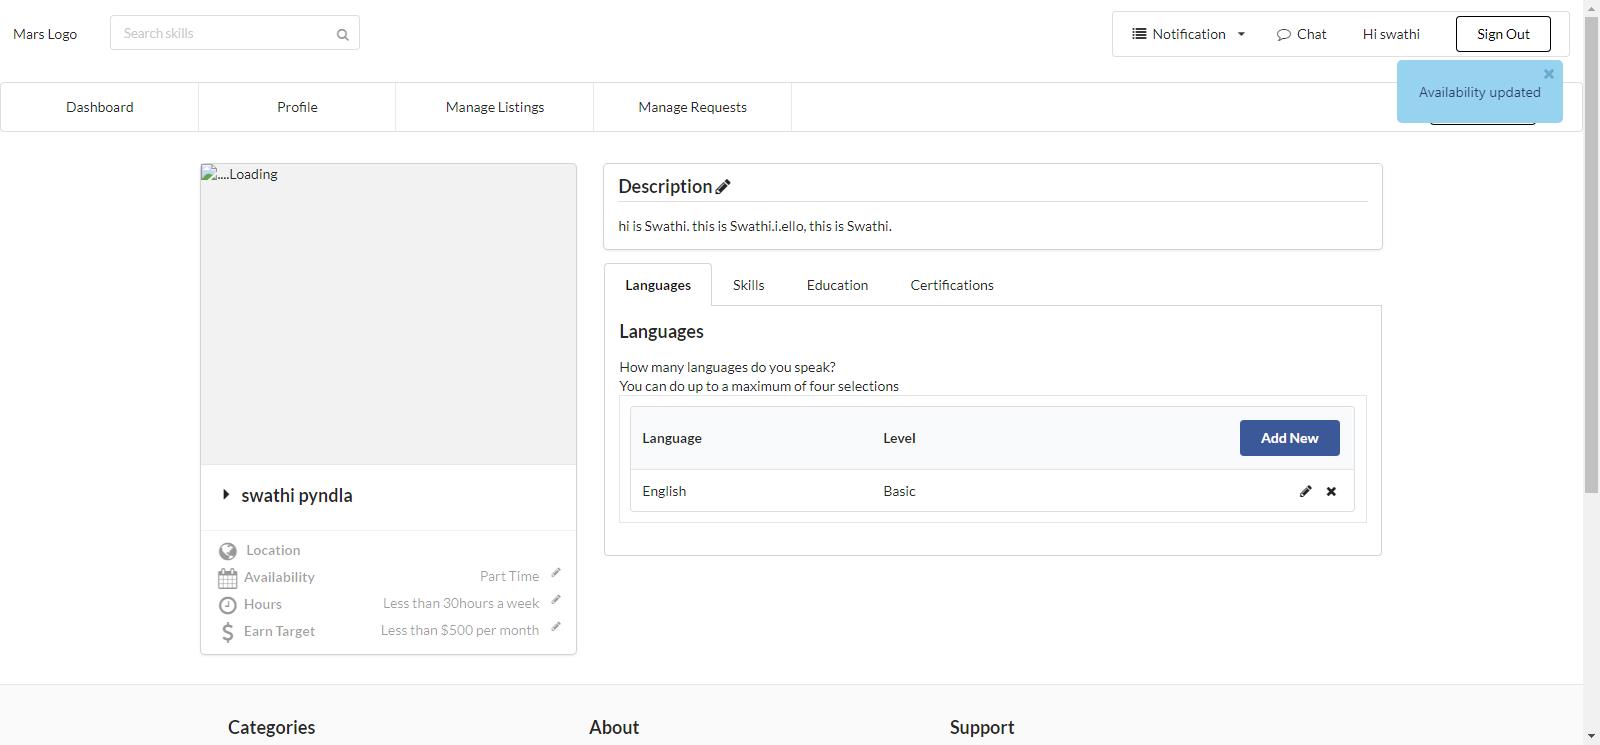 Mars Logo
Search skills
Notification
Chat
Hi swathi
Sign Out
Availability updated
Dashboard
Profile
Manage Listings
Manage Requests
....Loading
Description
hi is Swathi. this is Swathi.i.ello, this is Swathi.
Languages
Skills
Education
Certifications
Languages
How many languages do you speak?
You can do up to a maximum of four selections
Language
Level
Add New
English
Basic
swathi pyndla
Location
Availability
Part Time
Hours
Less than 30hours a week
Earn Target
Less than $500 per month
Categories
About
Support